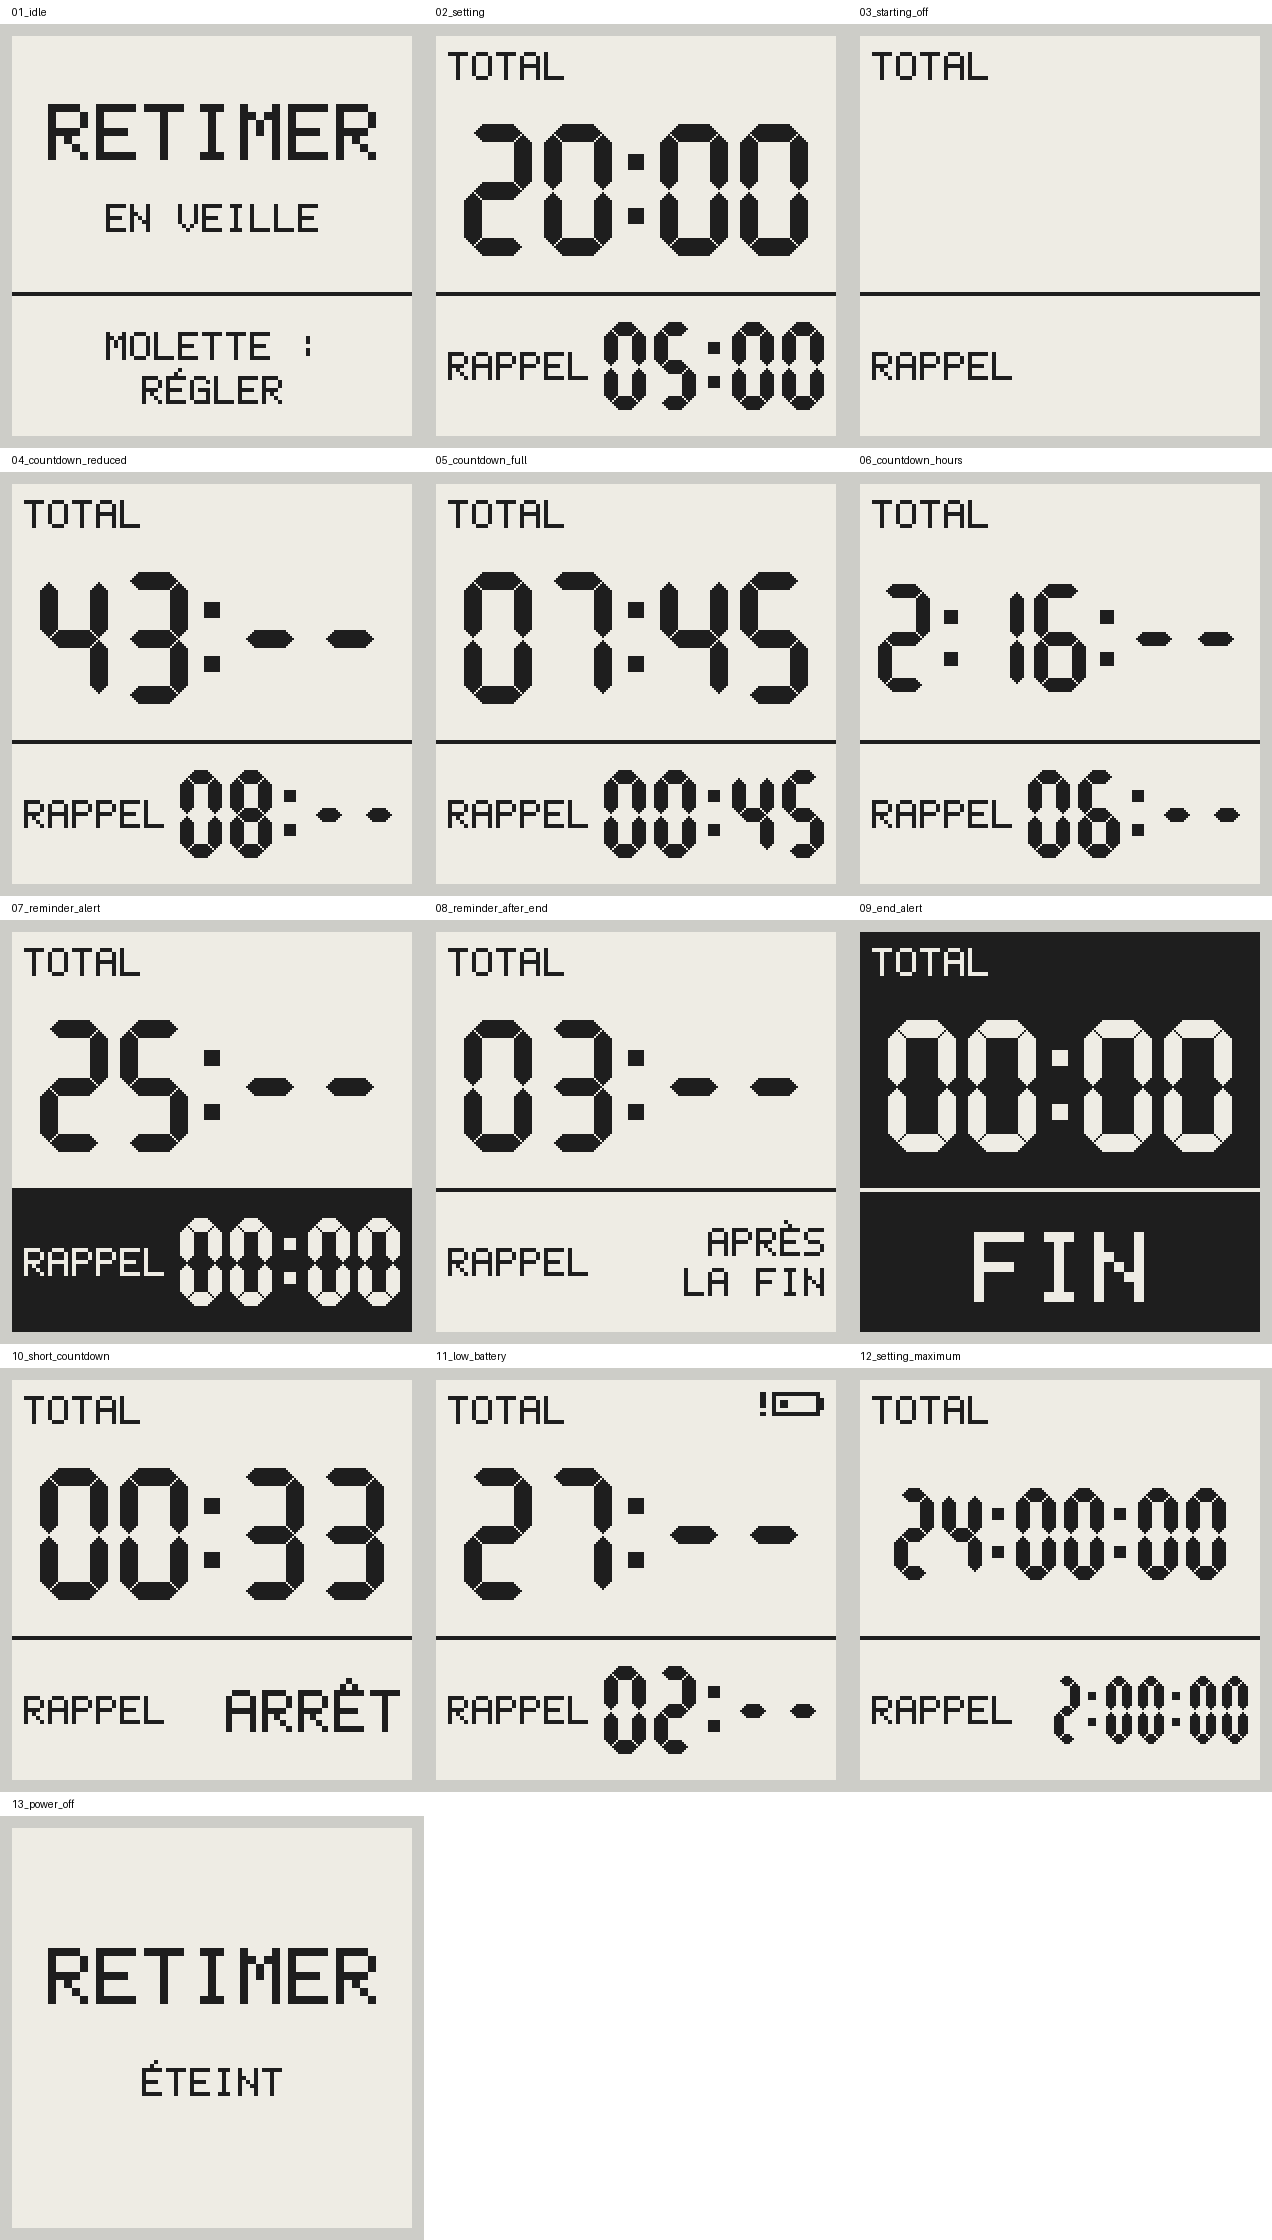 01_idle
RETIMER
EN VEILLE
MOLETTE :
RÉGLER
02_setting
TOTAL
20:00
RAPPEL 05:00
03_starting_off
TOTAL
RAPPEL
04_countdown_reduced
TOTAL
43:--
RAPPEL 08:--
05_countdown_full
TOTAL
07:45
RAPPEL 00:45
06_countdown_hours
TOTAL
2:16:--
RAPPEL 06:--
07_reminder_alert
TOTAL
25:--
RAPPEL 00:00
08_reminder_after_end
TOTAL
03:--
RAPPEL
APRÈS
LA FIN
09_end_alert
TOTAL
00:00
FIN
10_short_countdown
TOTAL
00:33
RAPPEL ARRÊT
11_low_battery
TOTAL !
27:--
RAPPEL 02:--
12_setting_maximum
TOTAL
24:00:00
RAPPEL 2:00:00
13_power_off
RETIMER
ÉTEINT